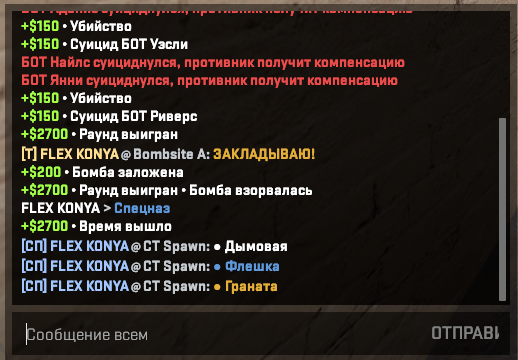 +$150 • Убийство
+$150 • Суицид БОТ Уэсли
БОТ Найлс суициднулся, противник получит компенсацию
БОТ Янни суициднулся, противник получит компенсацию
+$150 • Убийство
+$150 • Суицид БОТ Риверс
+$2700 • Раунд выигран
[Т] FLEX KONYA @ Bombsite A: ЗАКЛАДЫВАЮ!
+$200 • Бомба заложена
+$2700 • Раунд выигран • Бомба взорвалась
FLEX KONYA > Спецназ
+$2700 • Время вышло
[СП] FLEX KONYA @ CT Spawn: ● Дымовая
[СП] FLEX KONYA @ CT Spawn: ● Флешка
[СП] FLEX KONYA @ CT Spawn: ● Граната
Сообщение всем ОТПРАВИ